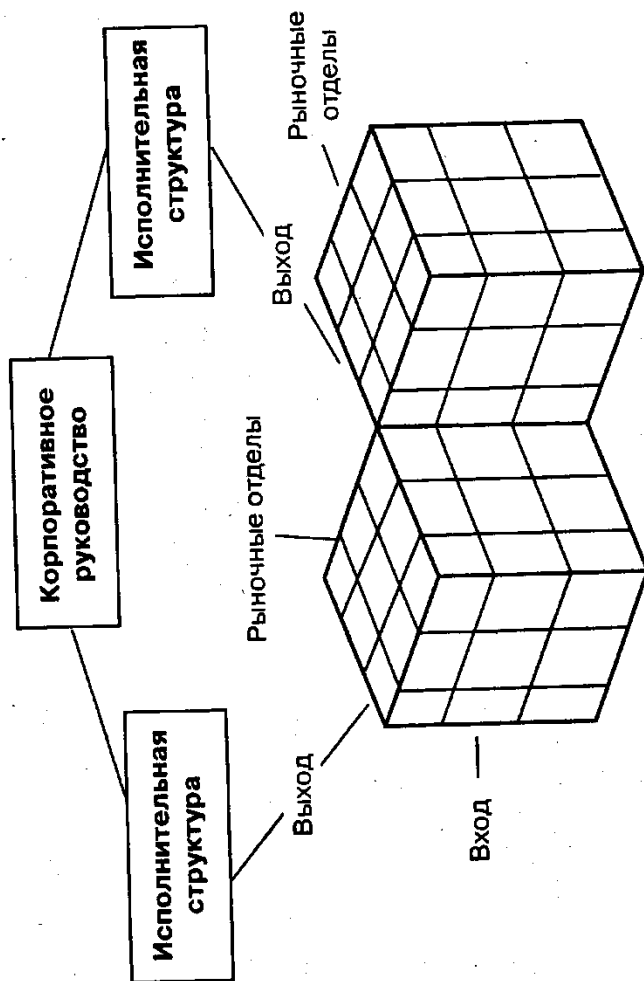 Корпоративное
руководство
Исполнительная
структура
Исполнительная
структура
Выход
Рыночные отделы
Выход
Рыночные
отделы
Вход